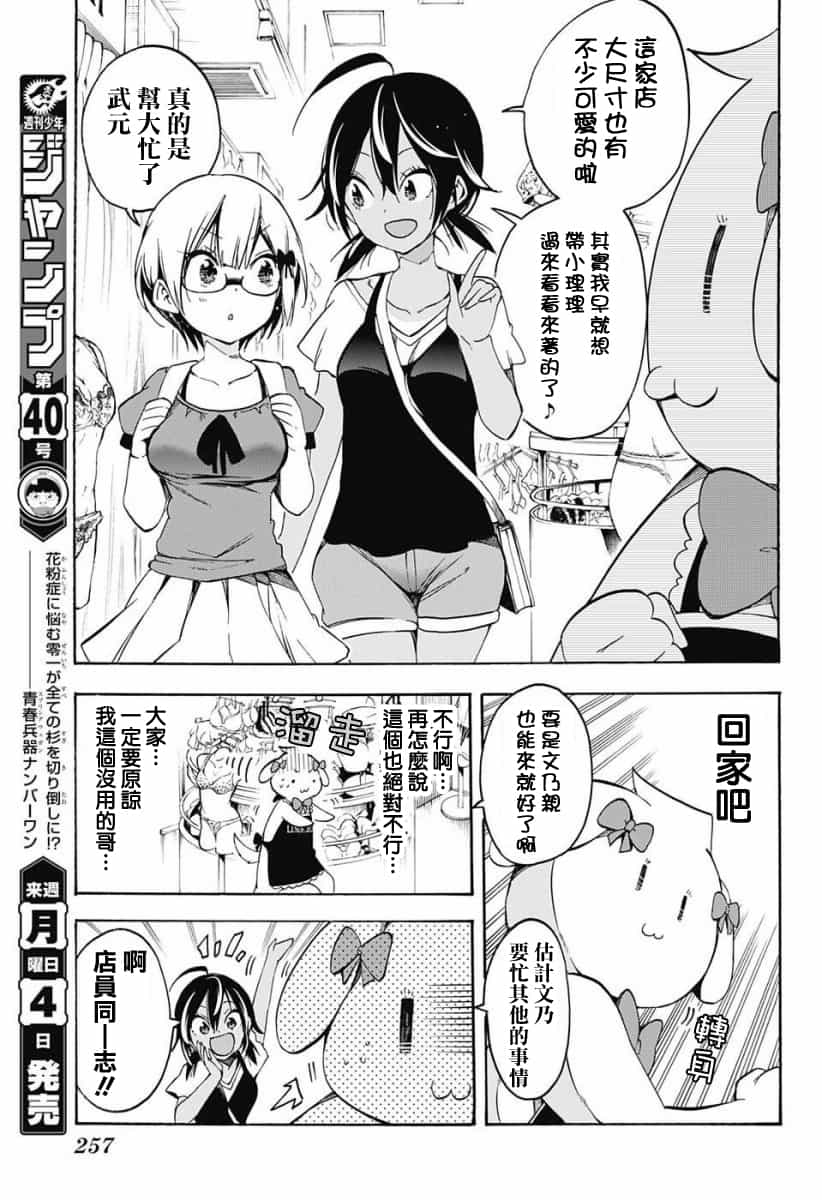 這家店
大尺寸也有
不少可愛的啦
其實我早就想
帶小理理
過來看看來著的了♪
真的是
幫大忙了
武元
回家吧
要是文乃親
也能來就好了啊
估計文乃
要忙其他的事情
轉身
不行啊…
再怎麼說
這個也絕對不行…
溜走
大家…
一定要原諒
我這個沒用的哥…
啊
店員同志!!
週刊少年
ジャンプ
第
40
号
花粉症に悩む零一が全ての杉を切り倒しに!?
――青春兵器ナンバーワン
来週
月
曜日
4
日
発売
257